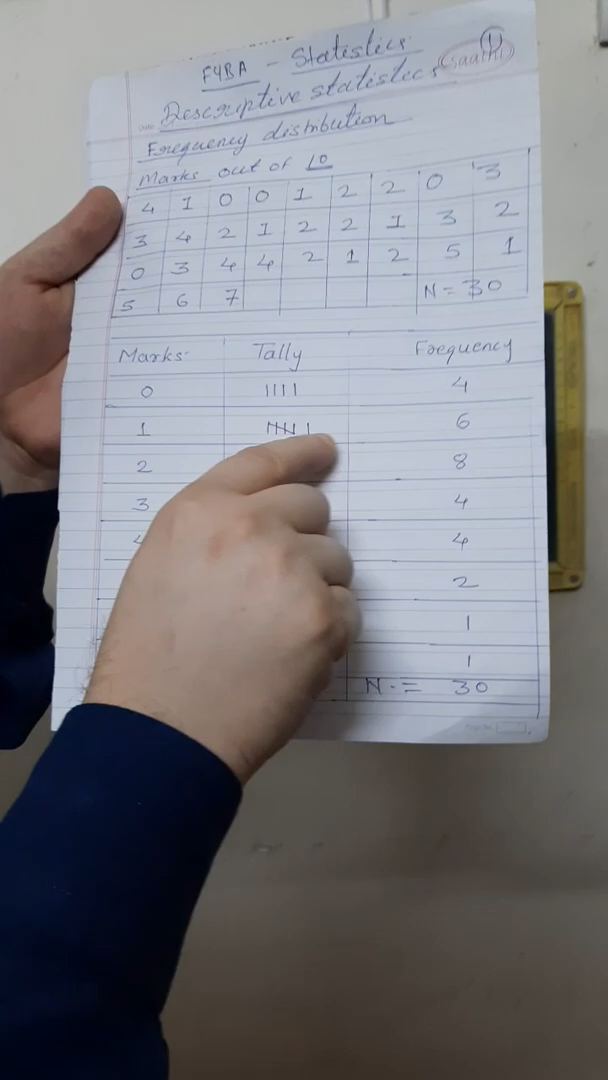 FYBA - Statistics
(saathi) 1
Descriptive statistics
Frequency distribution
Marks out of 10
4 1 0 0 1 2 2 0 3
3 4 2 1 2 2 1 3 2
0 3 4 4 2 1 2 5 1
5 6 7 N = 30
Marks Tally Frequency
0 |||| 4
1 6
2 8
3 4
4
2
1
1
N = 30